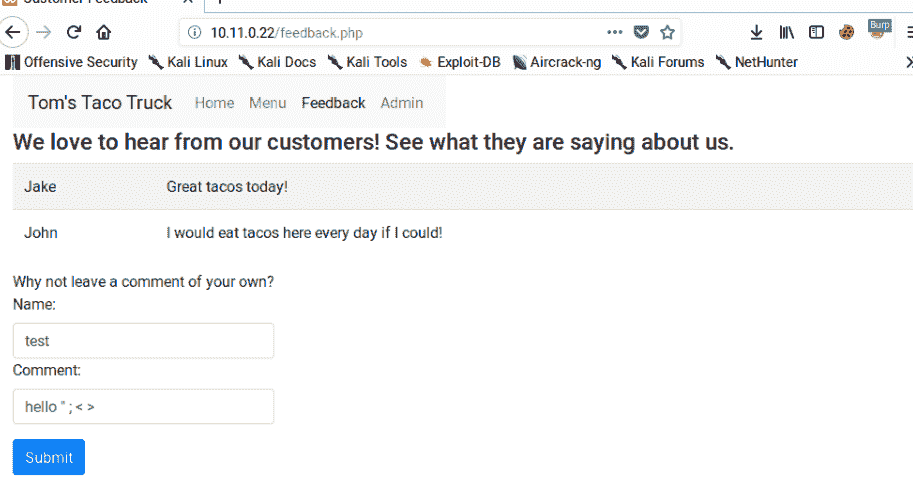 Customer Feedback
10.11.0.22/feedback.php
Burp
Offensive Security Kali Linux Kali Docs Kali Tools Exploit-DB Aircrack-ng Kali Forums NetHunter
Tom's Taco Truck Home Menu Feedback Admin
We love to hear from our customers! See what they are saying about us.
Jake Great tacos today!
John I would eat tacos here every day if I could!
Why not leave a comment of your own?
Name:
test
Comment:
hello " ; < >
Submit